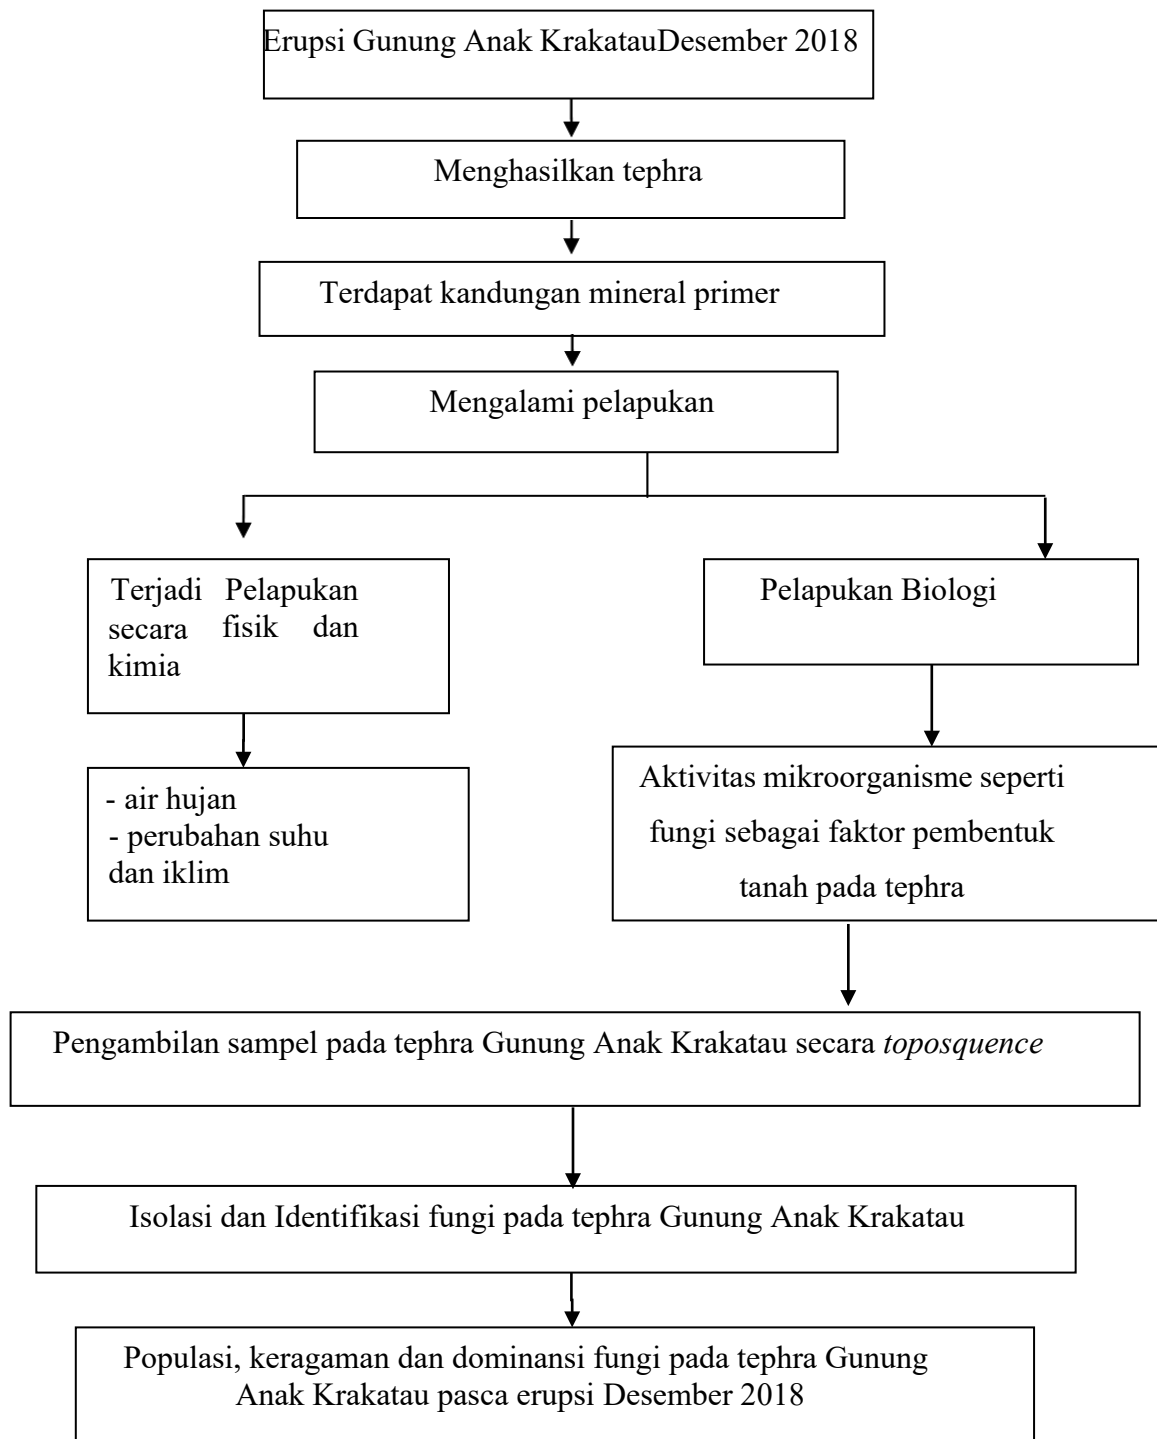 Erupsi Gunung Anak KrakatauDesember 2018
Menghasilkan tephra
Terdapat kandungan mineral primer
Mengalami pelapukan
Terjadi Pelapukan
secara fisik dan
kimia
Pelapukan Biologi
- air hujan
- perubahan suhu
dan iklim
Aktivitas mikroorganisme seperti
fungi sebagai faktor pembentuk
tanah pada tephra
Pengambilan sampel pada tephra Gunung Anak Krakatau secara toposquence
Isolasi dan Identifikasi fungi pada tephra Gunung Anak Krakatau
Populasi, keragaman dan dominansi fungi pada tephra Gunung
Anak Krakatau pasca erupsi Desember 2018